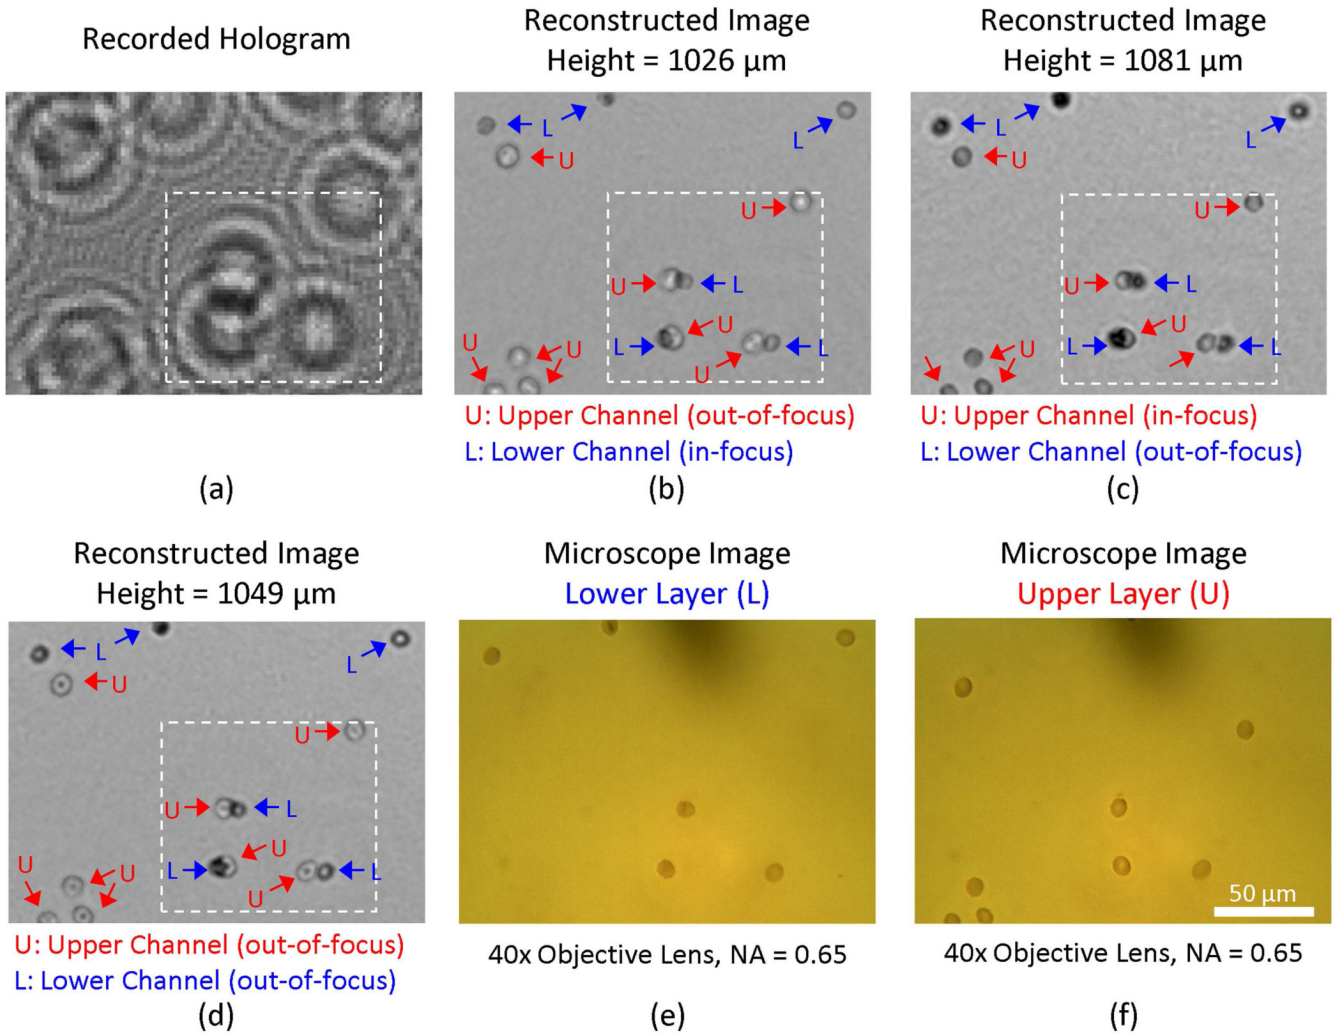 Recorded Hologram
Reconstructed Image
Height = 1026 µm
Reconstructed Image
Height = 1081 µm
L
U
L
U
U
L
L
U
U
L
U
U
U
L
U
L
U
U
L
L
U
L
U: Upper Channel (out-of-focus)
L: Lower Channel (in-focus)
U: Upper Channel (in-focus)
L: Lower Channel (out-of-focus)
(a)
(b)
(c)
Reconstructed Image
Height = 1049 µm
Microscope Image
Lower Layer (L)
Microscope Image
Upper Layer (U)
L
L
U
U
U
L
U
L
L
U
U
U
50 µm
U: Upper Channel (out-of-focus)
L: Lower Channel (out-of-focus)
40x Objective Lens, NA = 0.65
40x Objective Lens, NA = 0.65
(d)
(e)
(f)